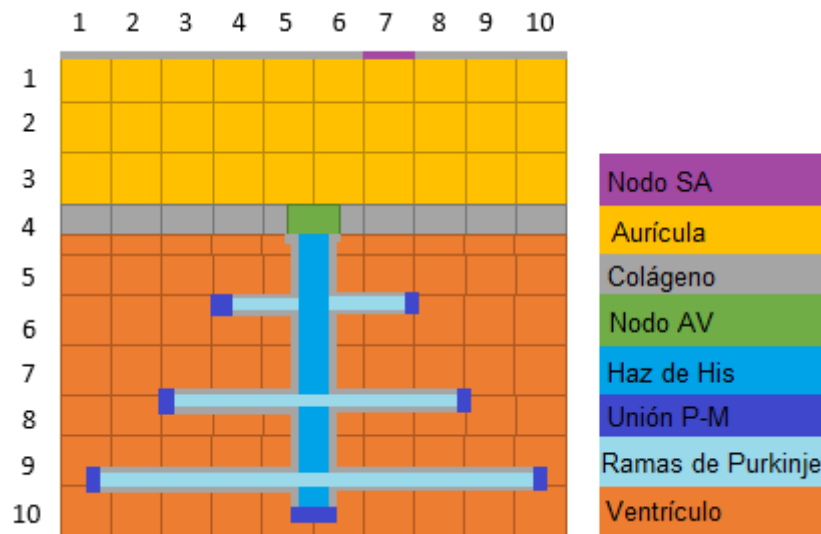 1 2 3 4 5 6 7 8 9 10
1
2
3
4
5
6
7
8
9
10
Nodo SA
Aurícula
Colágeno
Nodo AV
Haz de His
Unión P-M
Ramas de Purkinje
Ventrículo